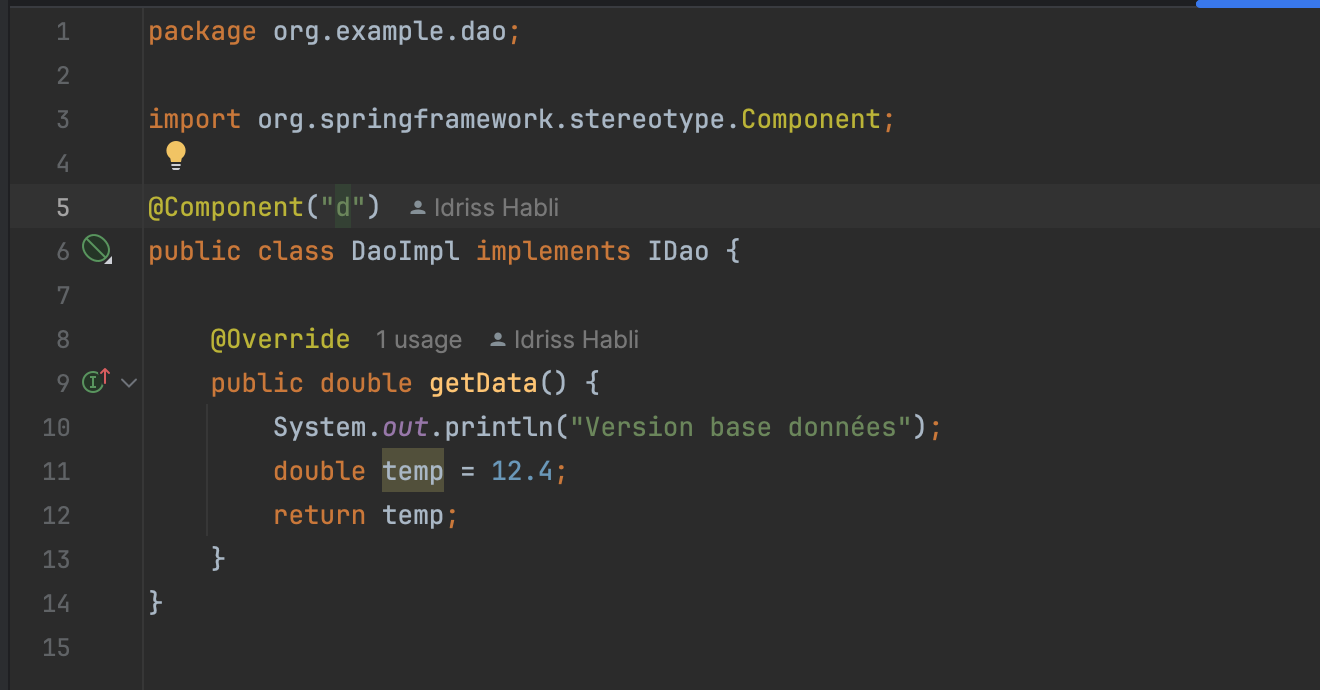 1 package org.example.dao;
2
3 import org.springframework.stereotype.Component;
4
5 @Component("d") Idriss Habli
6 public class DaoImpl implements IDao {
7
8 @Override 1 usage Idriss Habli
9 public double getData() {
10 System.out.println("Version base données");
11 double temp = 12.4;
12 return temp;
13 }
14 }
15